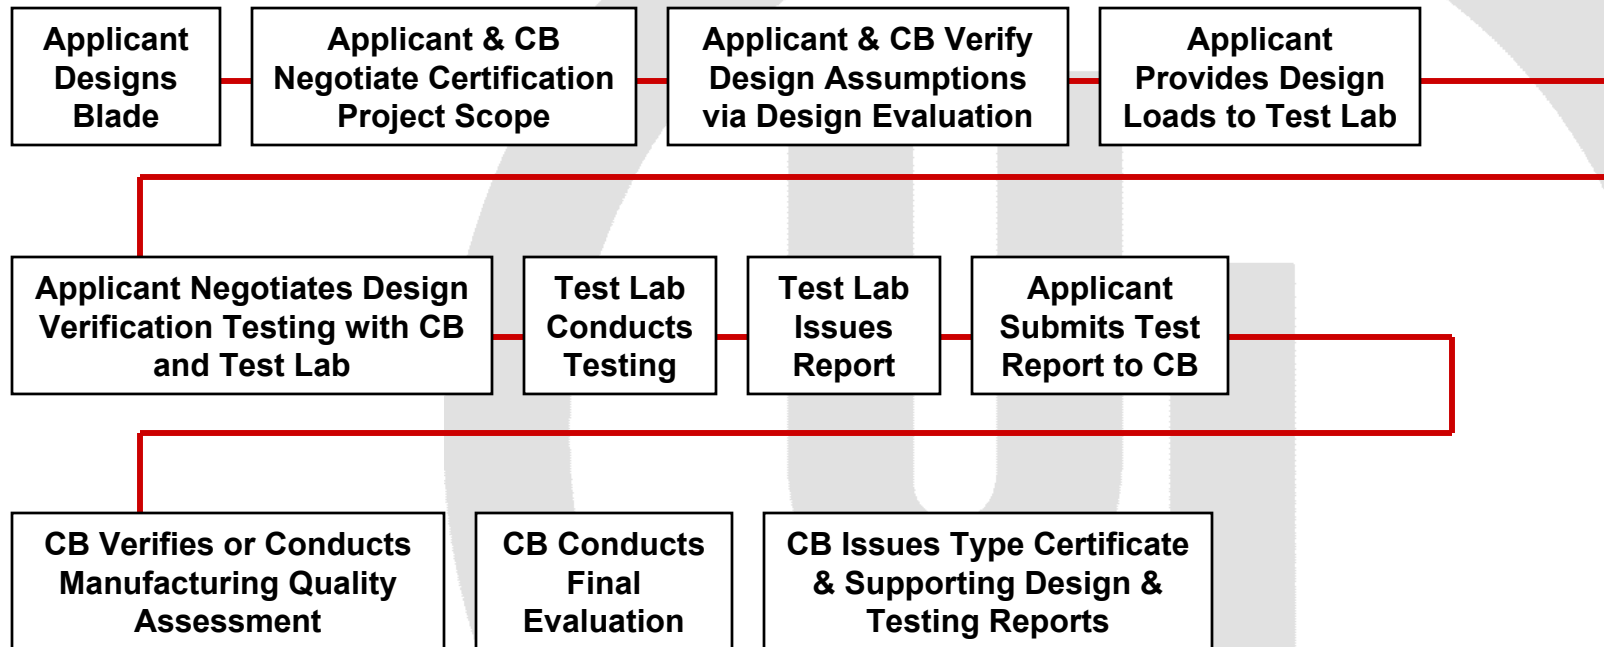 Applicant
Designs
Blade
Applicant & CB
Negotiate Certification
Project Scope
Applicant & CB Verify
Design Assumptions
via Design Evaluation
Applicant
Provides Design
Loads to Test Lab
Applicant Negotiates Design
Verification Testing with CB
and Test Lab
Test Lab
Conducts
Testing
Test Lab
Issues
Report
Applicant
Submits Test
Report to CB
CB Verifies or Conducts
Manufacturing Quality
Assessment
CB Conducts
Final
Evaluation
CB Issues Type Certificate
& Supporting Design &
Testing Reports